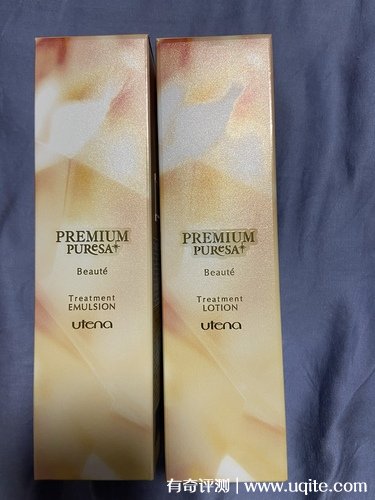 PREMIUM
PUReSA
Beauté
Treatment
EMULSION
utena
PREMIUM
PUReSA
Beauté
Treatment
LOTION
utena
有奇评测 | www.uqite.com